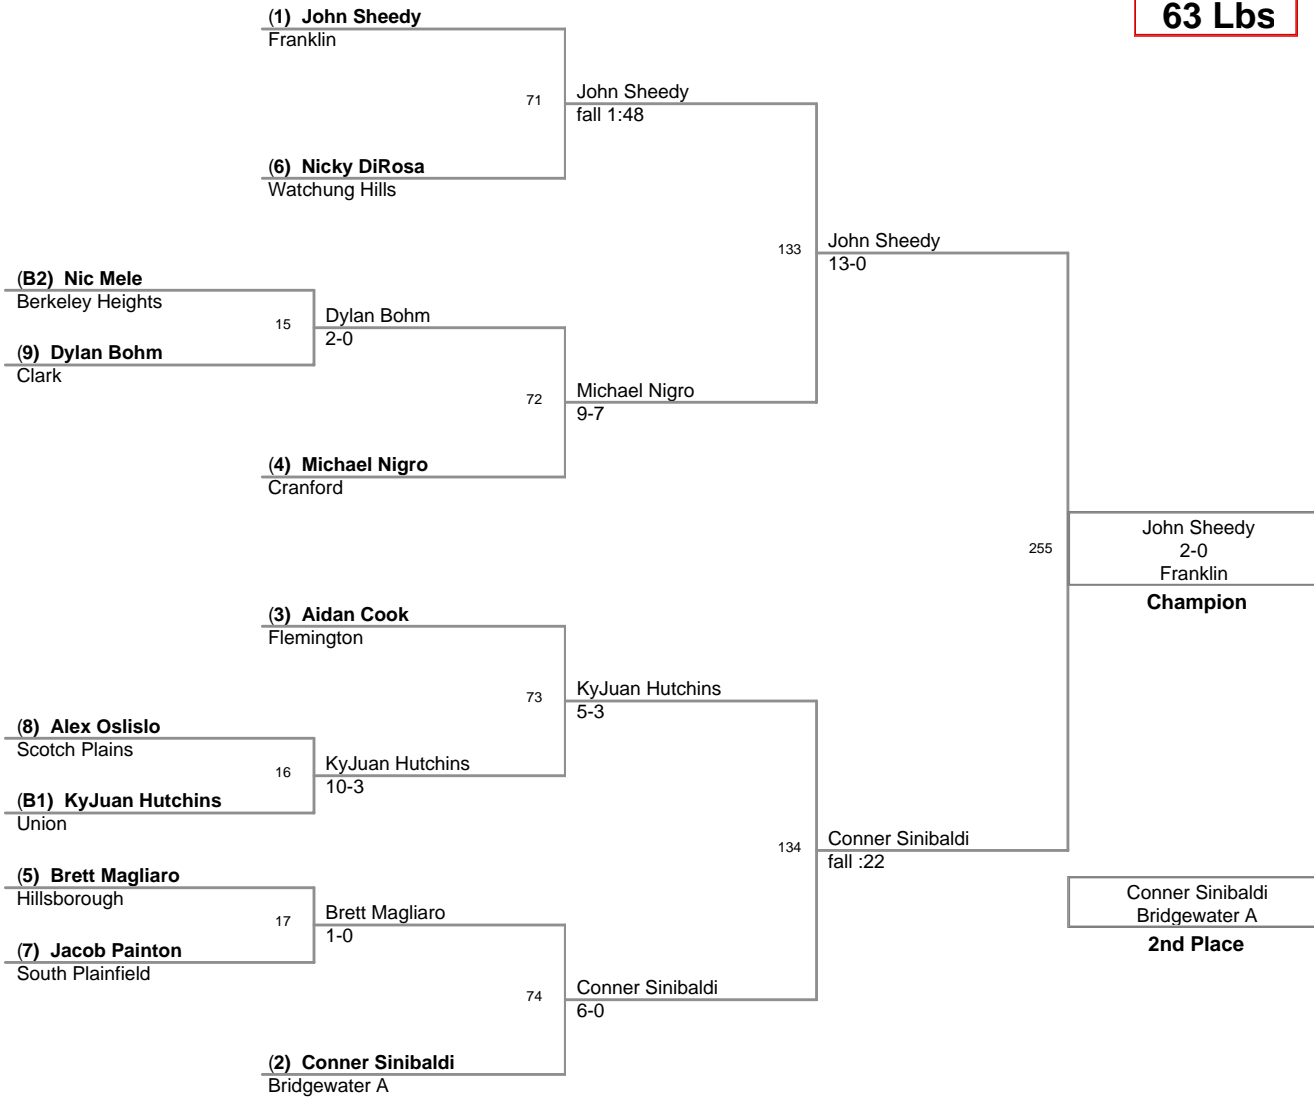 63 Lbs
(1) John Sheedy
Franklin
71
John Sheedy
fall 1:48
(6) Nicky DiRosa
Watchung Hills
133
John Sheedy
13-0
(B2) Nic Mele
Berkeley Heights
15
Dylan Bohm
2-0
(9) Dylan Bohm
Clark
72
Michael Nigro
9-7
(4) Michael Nigro
Cranford
255
John Sheedy
2-0
Franklin
Champion
(3) Aidan Cook
Flemington
73
KyJuan Hutchins
5-3
(8) Alex Oslislo
Scotch Plains
16
KyJuan Hutchins
10-3
(B1) KyJuan Hutchins
Union
134
Conner Sinibaldi
fall :22
(5) Brett Magliaro
Hillsborough
17
Brett Magliaro
1-0
(7) Jacob Painton
South Plainfield
74
Conner Sinibaldi
6-0
(2) Conner Sinibaldi
Bridgewater A
Conner Sinibaldi
Bridgewater A
2nd Place